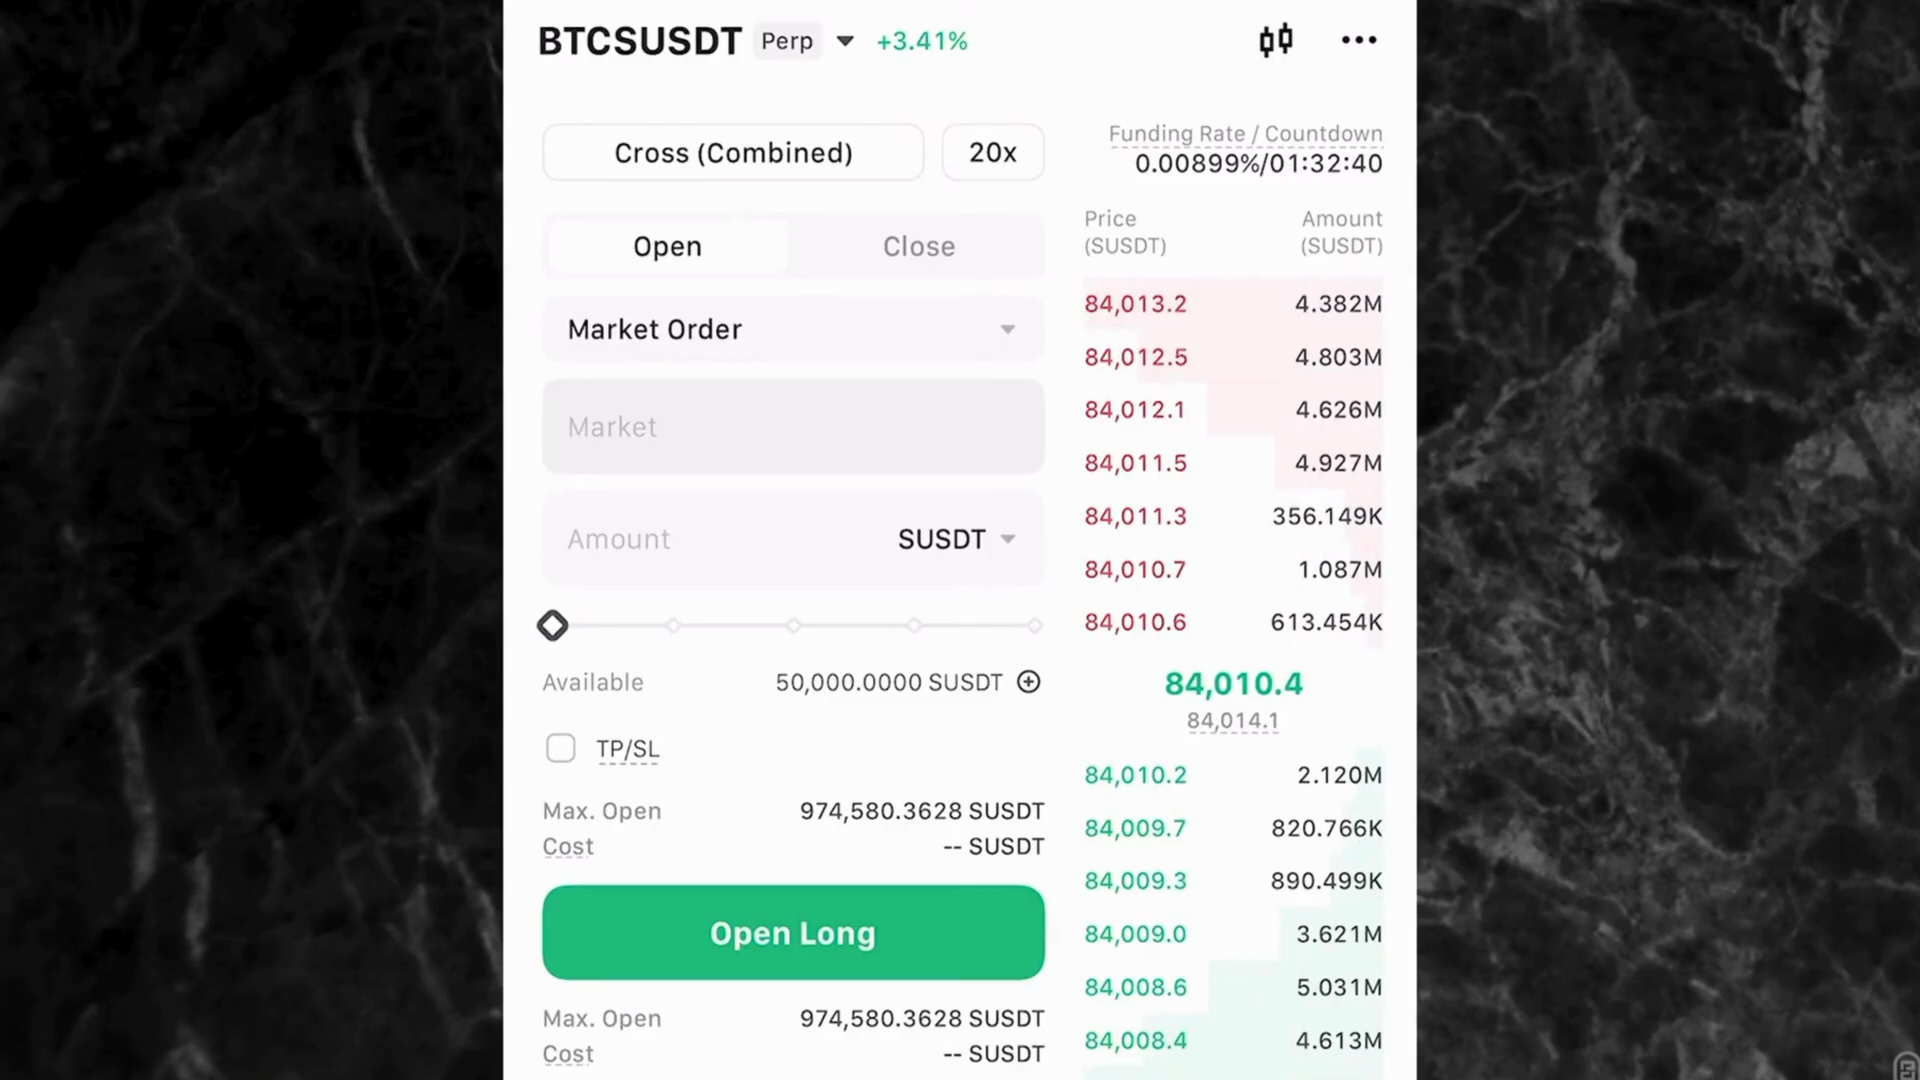 BTCSUSDT Perp +3.41%
Cross (Combined) 20x
Open Close
Market Order
Market
Amount SUSDT
Available 50,000.0000 SUSDT
TP/SL
Max. Open 974,580.3628 SUSDT
Cost -- SUSDT
Open Long
Max. Open 974,580.3628 SUSDT
Cost -- SUSDT
Funding Rate / Countdown
0.00899%/01:32:40
Price Amount
(SUSDT) (SUSDT)
84,013.2 4.382M
84,012.5 4.803M
84,012.1 4.626M
84,011.5 4.927M
84,011.3 356.149K
84,010.7 1.087M
84,010.6 613.454K
84,010.4
84,014.1
84,010.2 2.120M
84,009.7 820.766K
84,009.3 890.499K
84,009.0 3.621M
84,008.6 5.031M
84,008.4 4.613M